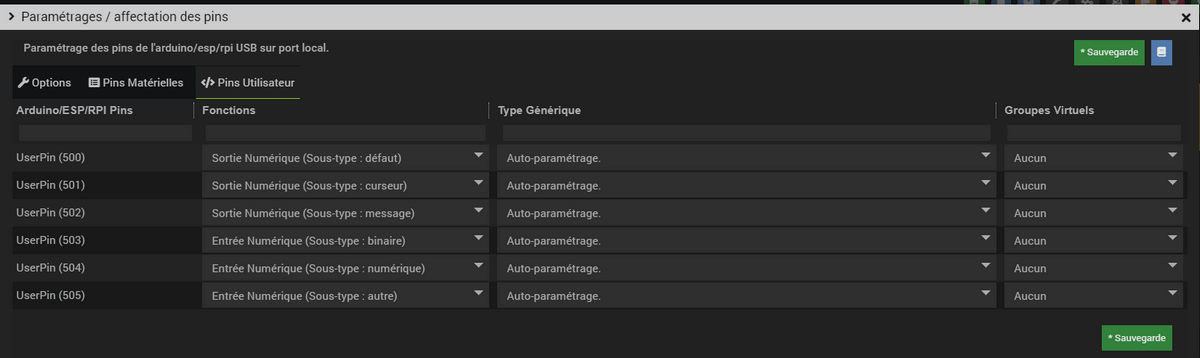 Paramétrages / affectation des pins
Paramétrage des pins de l'arduino/esp/rpi USB sur port local.
* Sauvegarde
Options Pins Matérielles Pins Utilisateur
Arduino/ESP/RPI Pins Fonctions Type Générique Groupes Virtuels
UserPin (500) Sortie Numérique (Sous-type : défaut) Auto-paramétrage. Aucun
UserPin (501) Sortie Numérique (Sous-type : curseur) Auto-paramétrage. Aucun
UserPin (502) Sortie Numérique (Sous-type : message) Auto-paramétrage. Aucun
UserPin (503) Entrée Numérique (Sous-type : binaire) Auto-paramétrage. Aucun
UserPin (504) Entrée Numérique (Sous-type : numérique) Auto-paramétrage. Aucun
UserPin (505) Entrée Numérique (Sous-type : autre) Auto-paramétrage. Aucun
* Sauvegarde